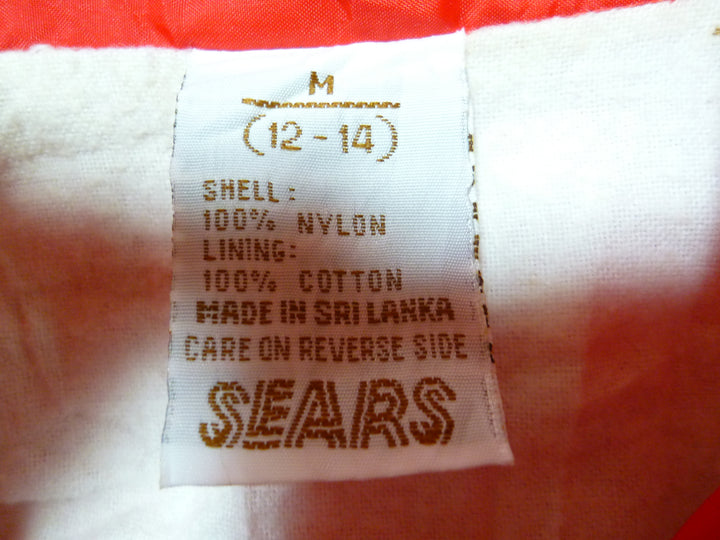 M
(12-14)
SHELL:
100% NYLON
LINING:
100% COTTON
MADE IN SRI LANKA
CARE ON REVERSE SIDE
SEARS